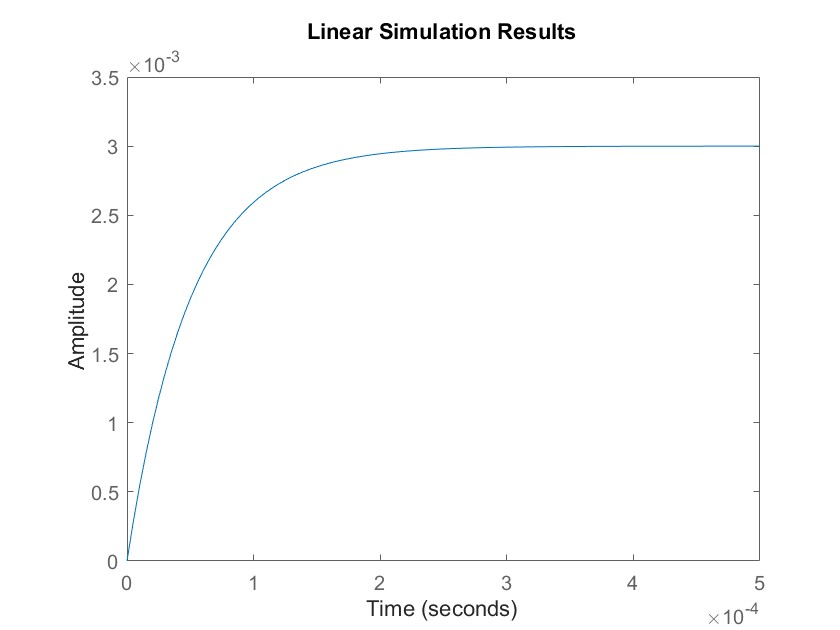 Linear Simulation Results
×10-3
3.5
3
2.5
2
1.5
1
0.5
0
Amplitude
0 1 2 3 4 5
Time (seconds)
×10-4